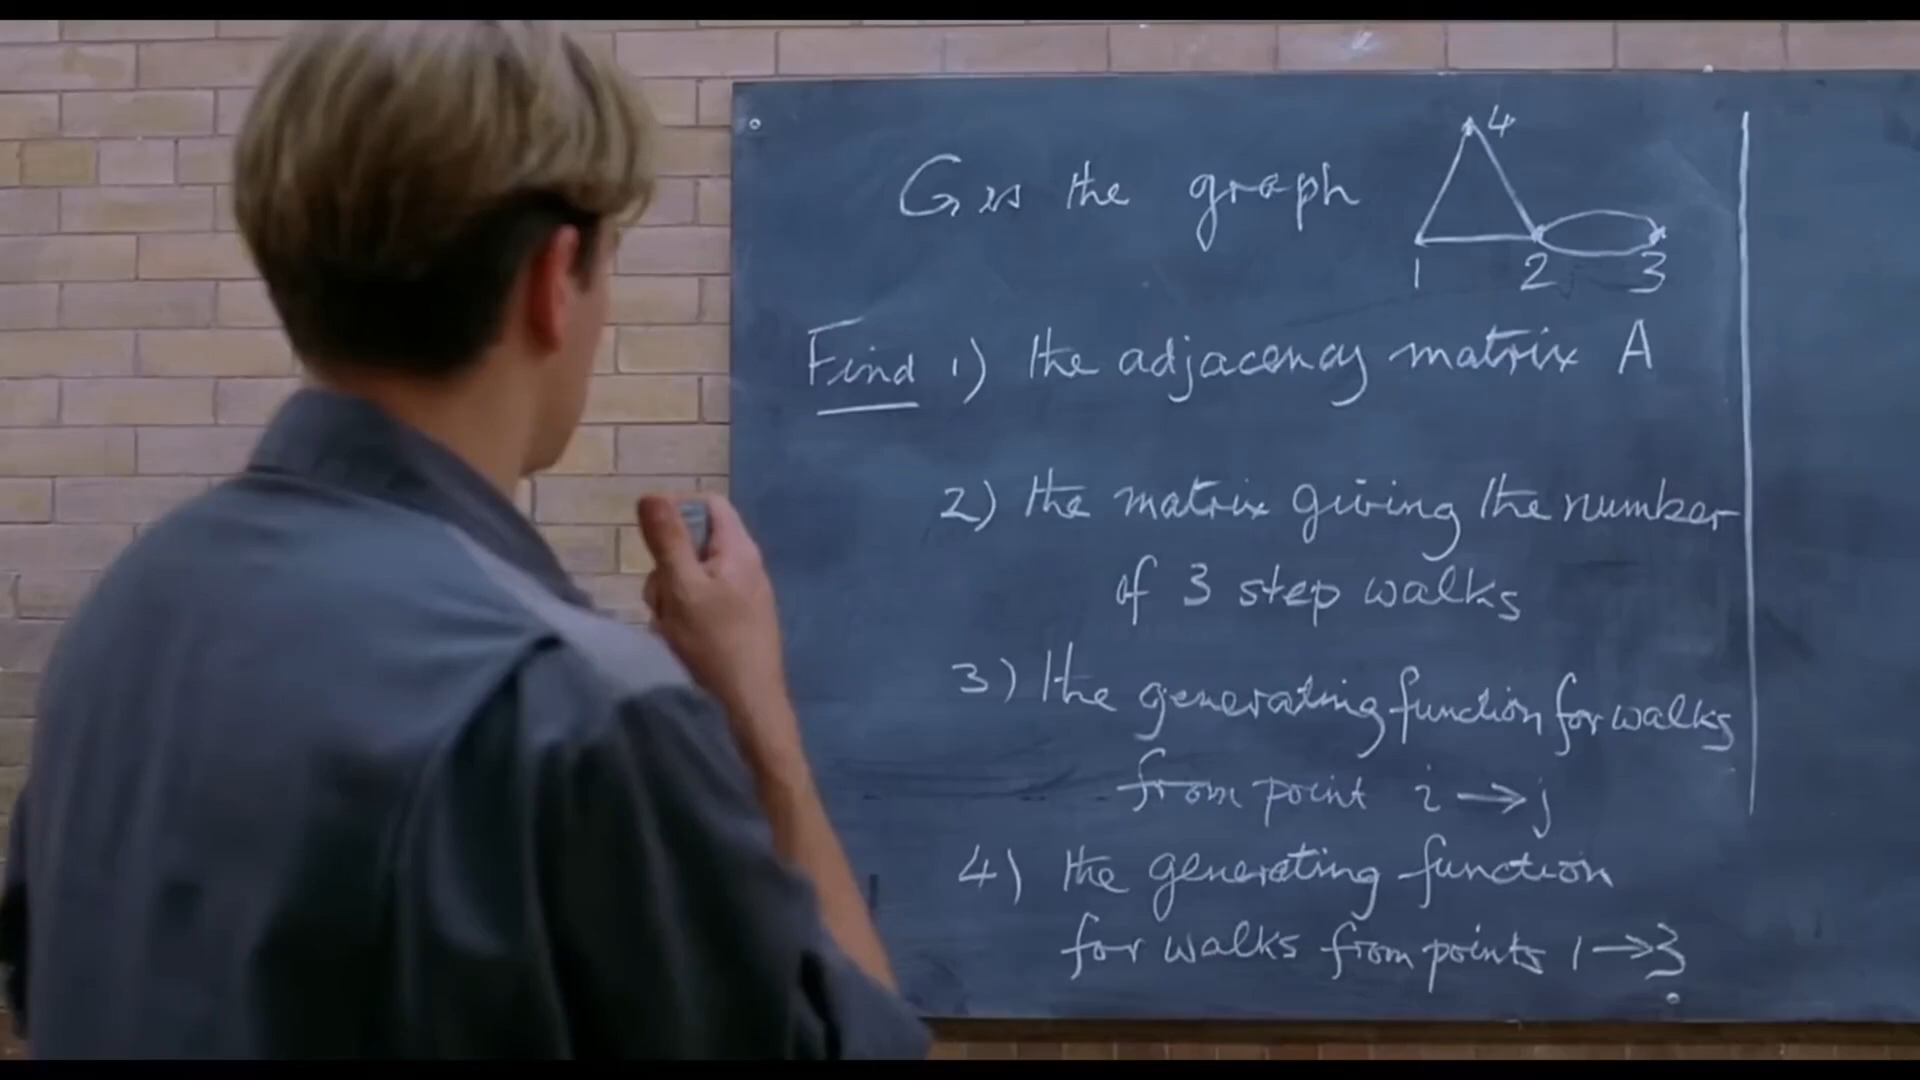 G is the graph
4
1 2 3
Find 1) the adjacency matrix A
2) the matrix giving the number
of 3 step walks
3) the generating function for walks
from point i → j
4) the generating function
for walks from points 1 → 3